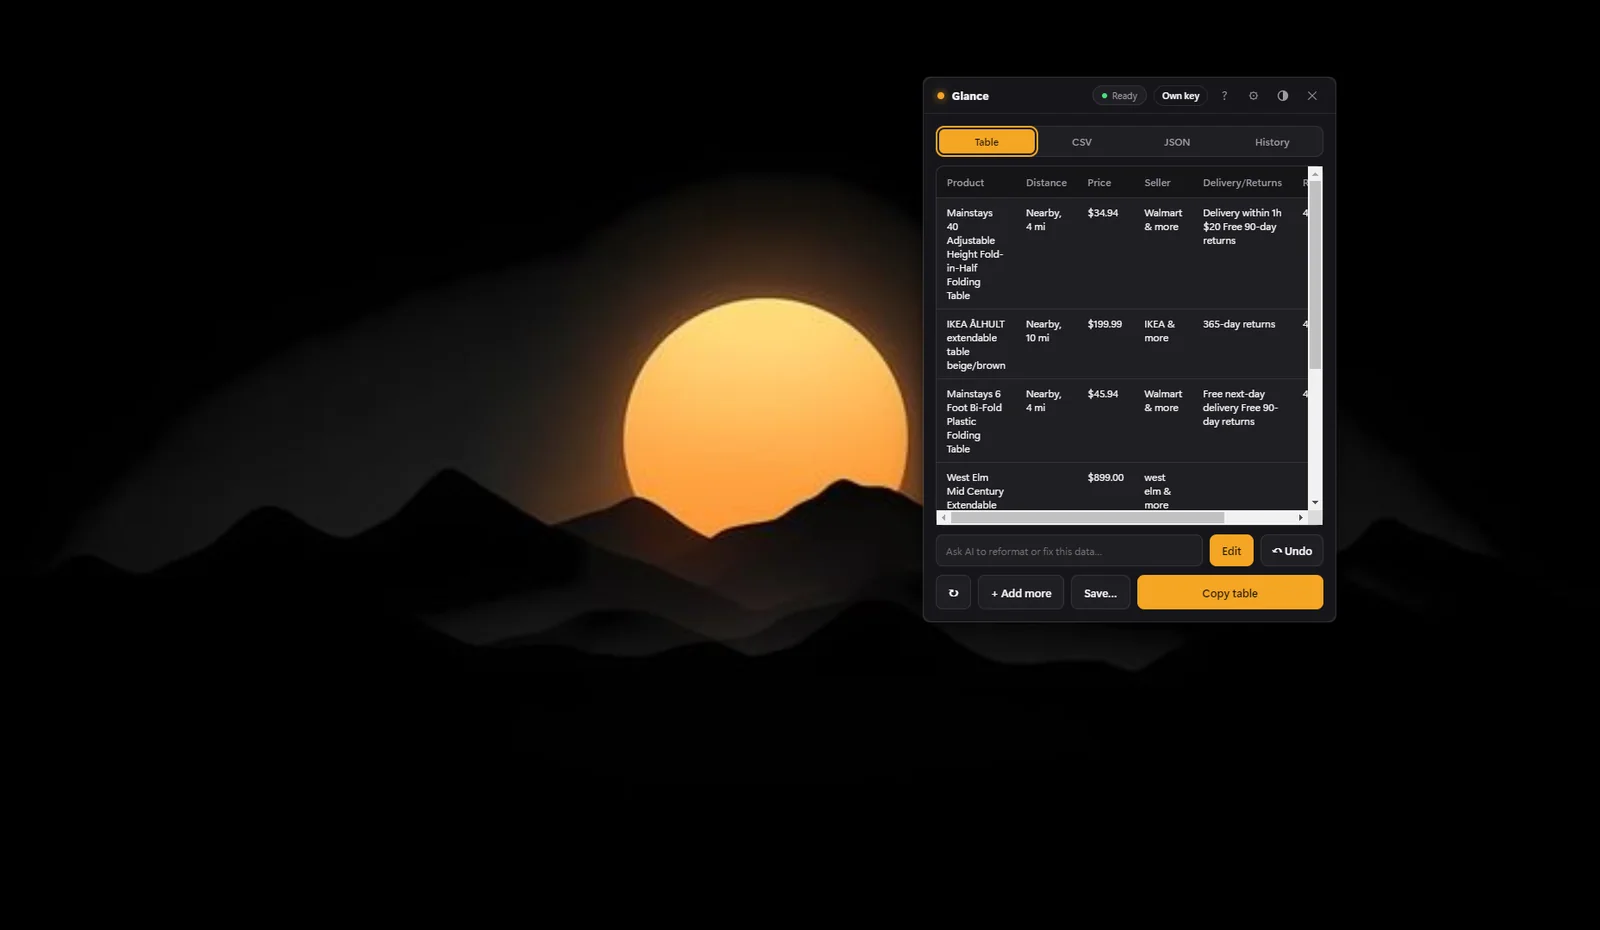 Glance
Ready
Own key
?
Table
CSV
JSON
History
Product Distance Price Seller Delivery/Returns
Mainstays
40
Adjustable
Height Fold-
in-Half
Folding
Table
Nearby,
4 mi
$34.94
Walmart
& more
Delivery within 1h
$20 Free 90-day
returns
4
IKEA ÅLHULT
extendable
table
beige/brown
Nearby,
10 mi
$199.99
IKEA &
more
365-day returns
4
Mainstays 6
Foot Bi-Fold
Plastic
Folding
Table
Nearby,
4 mi
$45.94
Walmart
& more
Free next-day
delivery Free 90-
day returns
4
West Elm
Mid Century
Extendable
$899.00
west
elm &
more
Ask AI to reformat or fix this data...
Edit
Undo
+ Add more
Save...
Copy table